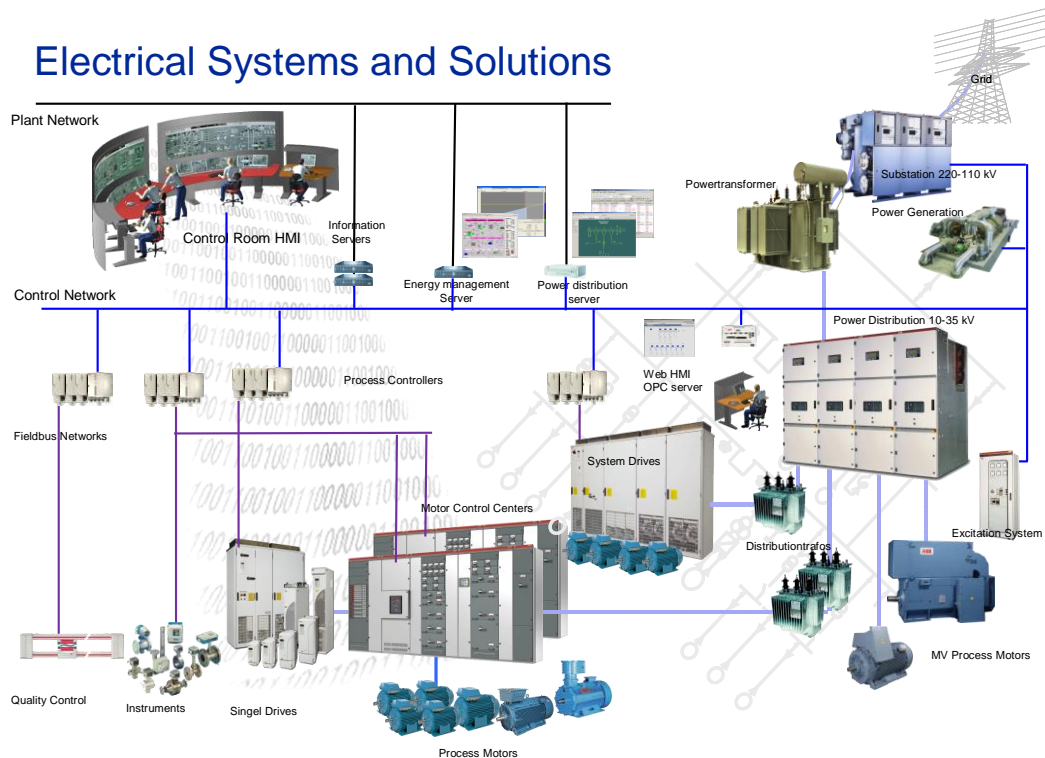 Electrical Systems and Solutions
Grid
Plant Network
Substation 220-110 kV
Powertransformer
Power Generation
Information
Servers
Control Room HMI
Energy management
Server
Power distribution
server
Control Network
Power Distribution 10-35 kV
Web HMI
OPC server
Process Controllers
Fieldbus Networks
System Drives
Motor Control Centers
Excitation System
Distributiontrafos
ABB
MV Process Motors
Quality Control
Instruments
Singel Drives
Process Motors